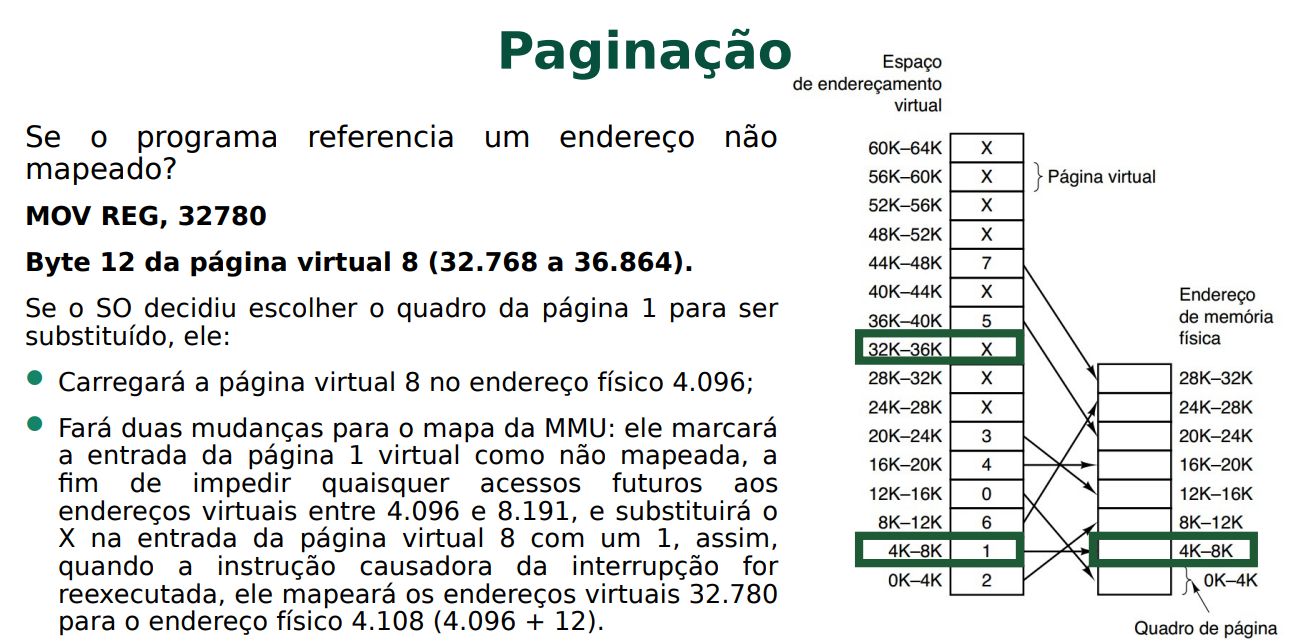 Paginação
Se o programa referencia um endereço não
mapeado?
MOV REG, 32780
Byte 12 da página virtual 8 (32.768 a 36.864).
Se o SO decidiu escolher o quadro da página 1 para ser
substituído, ele:
Carregará a página virtual 8 no endereço físico 4.096;
Fará duas mudanças para o mapa da MMU: ele marcará
a entrada da página 1 virtual como não mapeada, a
fim de impedir quaisquer acessos futuros aos
endereços virtuais entre 4.096 e 8.191, e substituirá o
X na entrada da página virtual 8 com um 1, assim,
quando a instrução causadora da interrupção for
reexecutada, ele mapeará os endereços virtuais 32.780
para o endereço físico 4.108 (4.096 + 12).
Espaço
de endereçamento
virtual
60K–64K X
56K–60K X
Página virtual
52K–56K X
48K–52K X
44K–48K 7
40K–44K X
36K–40K 5
32K–36K X
28K–32K X
24K–28K X
20K–24K 3
16K–20K 4
12K–16K 0
8K–12K 6
4K–8K 1
0K–4K 2
Endereço
de memória
física
28K–32K
24K–28K
20K–24K
16K–20K
12K–16K
8K–12K
4K–8K
0K–4K
Quadro de página